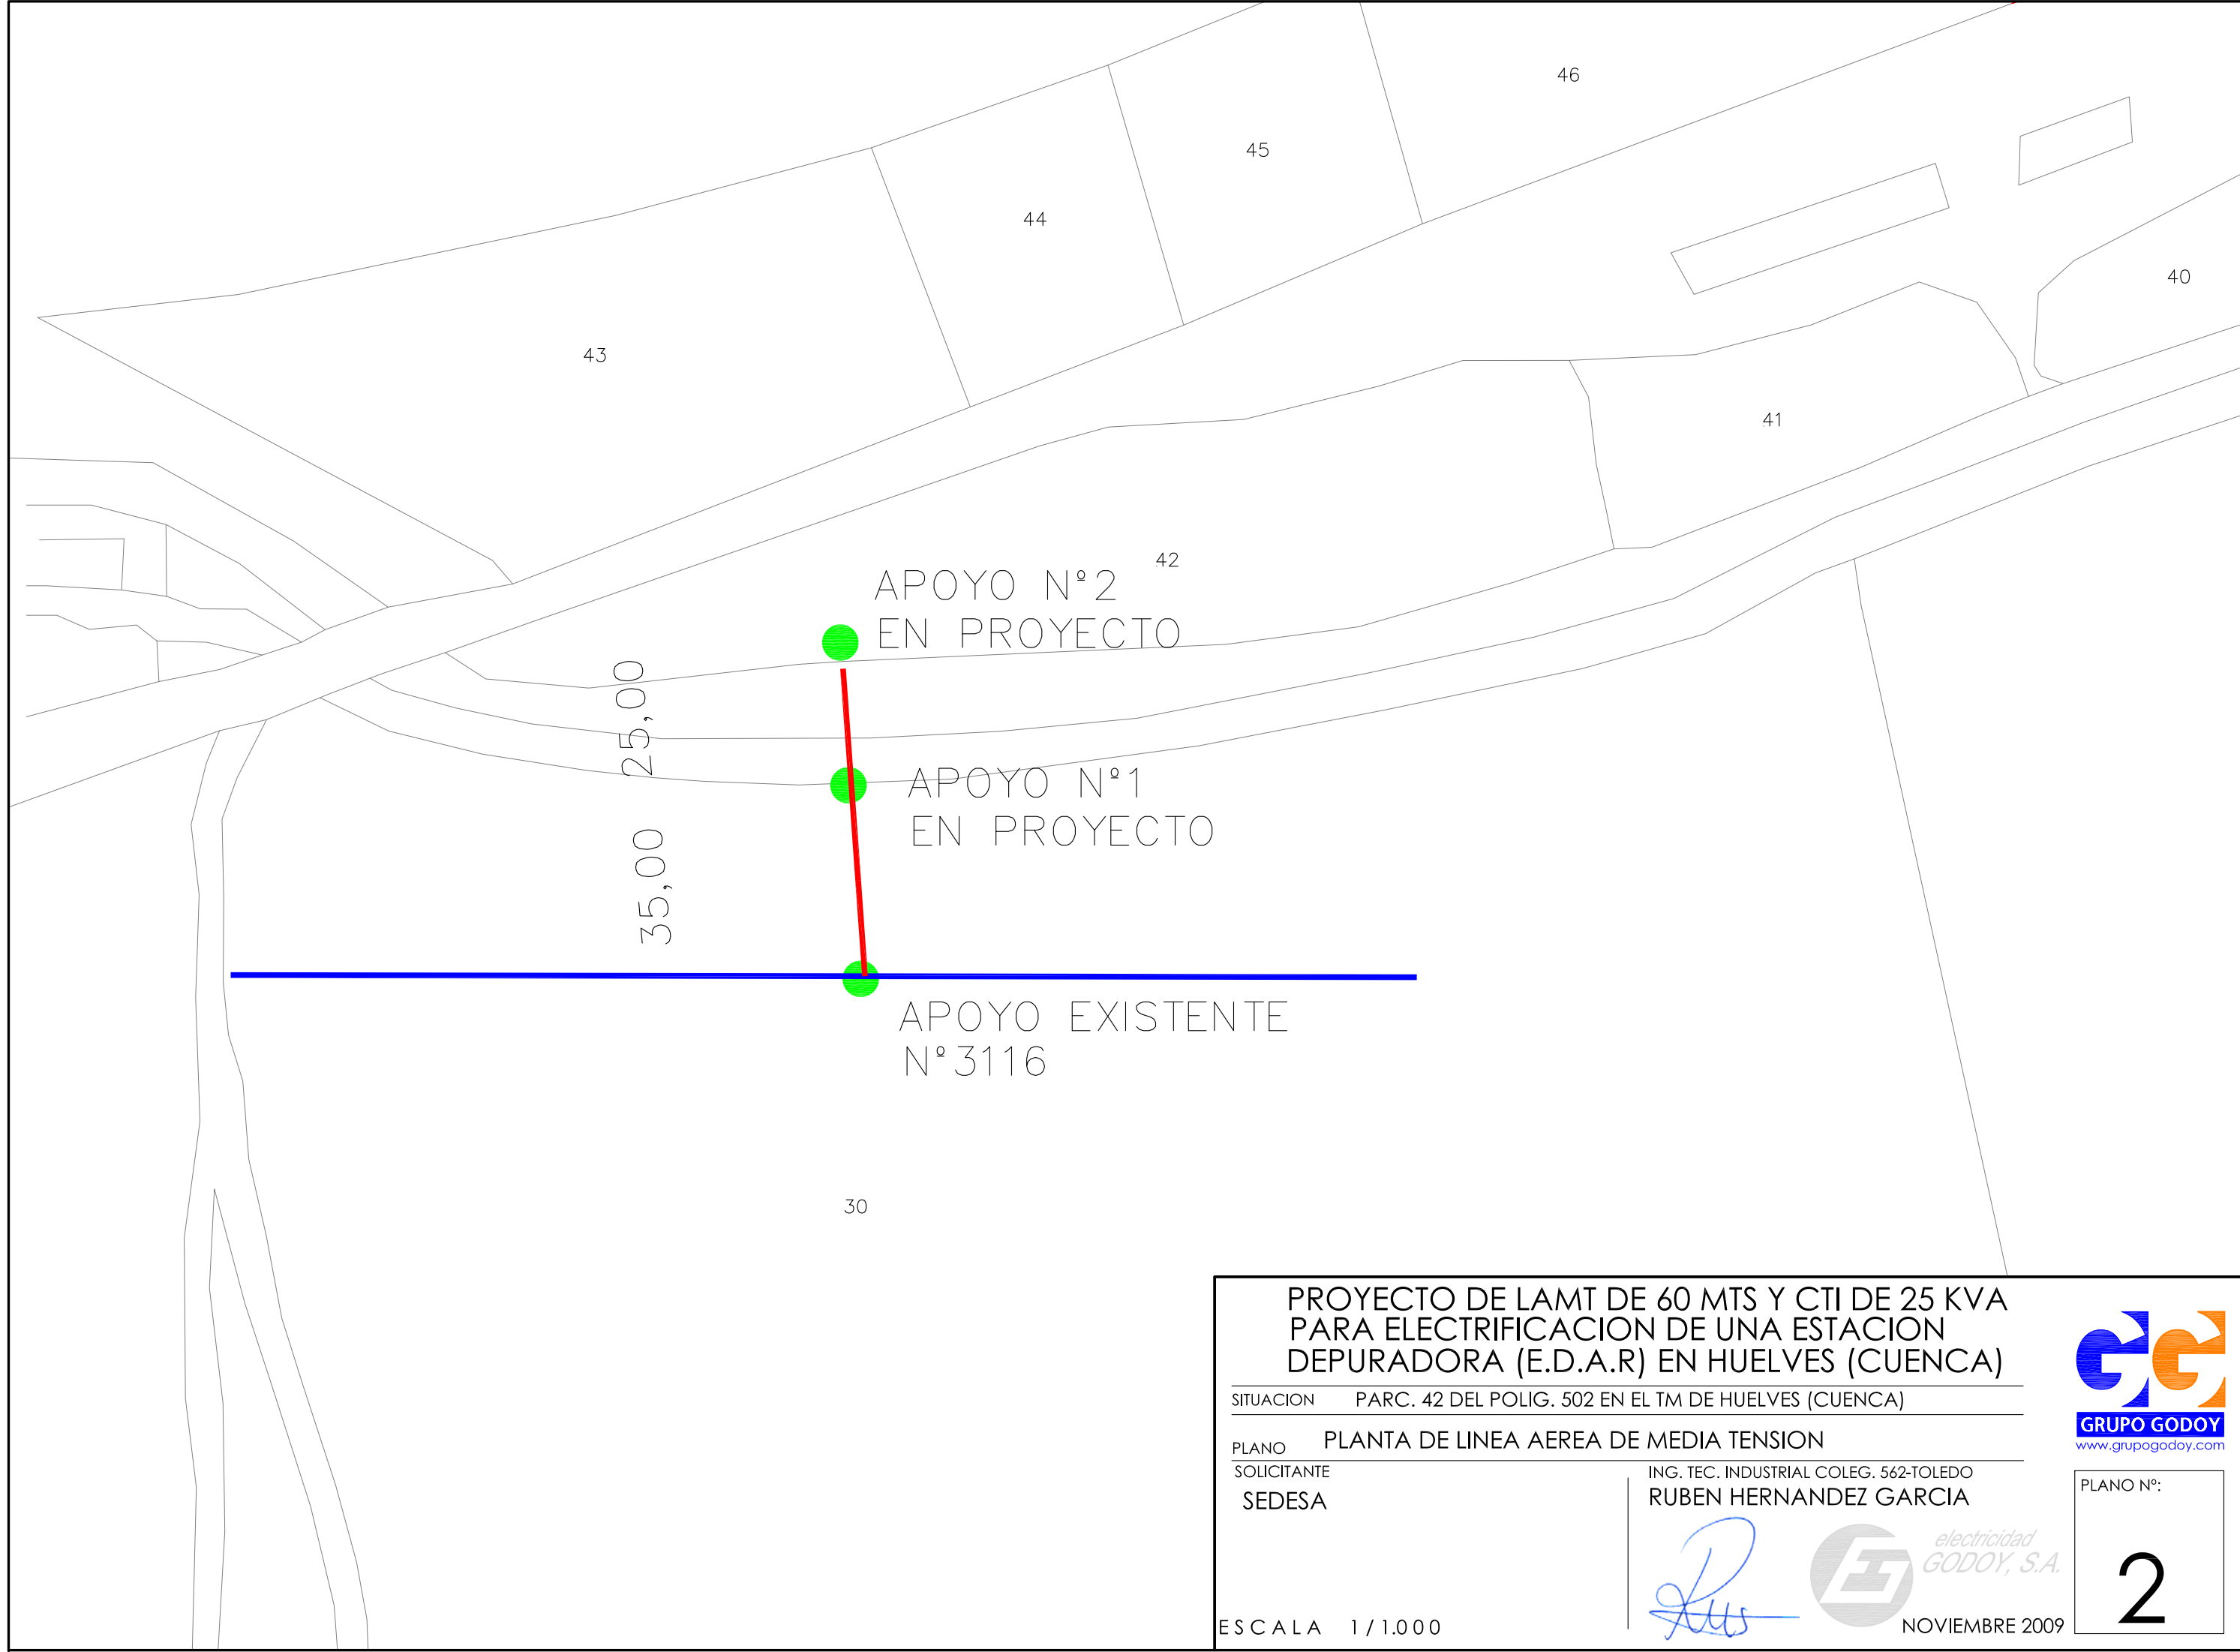 46
45
44
40
43
41
42
APOYO Nº2
EN PROYECTO
25,00
APOYO Nº1
EN PROYECTO
35,00
APOYO EXISTENTE
Nº3116
30
PROYECTO DE LAMT DE 60 MTS Y CTI DE 25 KVA
PARA ELECTRIFICACION DE UNA ESTACION
DEPURADORA (E.D.A.R) EN HUELVES (CUENCA)
SITUACION PARC. 42 DEL POLIG. 502 EN EL TM DE HUELVES (CUENCA)
PLANO PLANTA DE LINEA AEREA DE MEDIA TENSION
SOLICITANTE
SEDESA
ING. TEC. INDUSTRIAL COLEG. 562-TOLEDO
RUBEN HERNANDEZ GARCIA
electricidad
GODOY, S.A.
NOVIEMBRE 2009
ESCALA 1/1.000
GRUPO GODOY
www.grupogodoy.com
PLANO Nº:
2